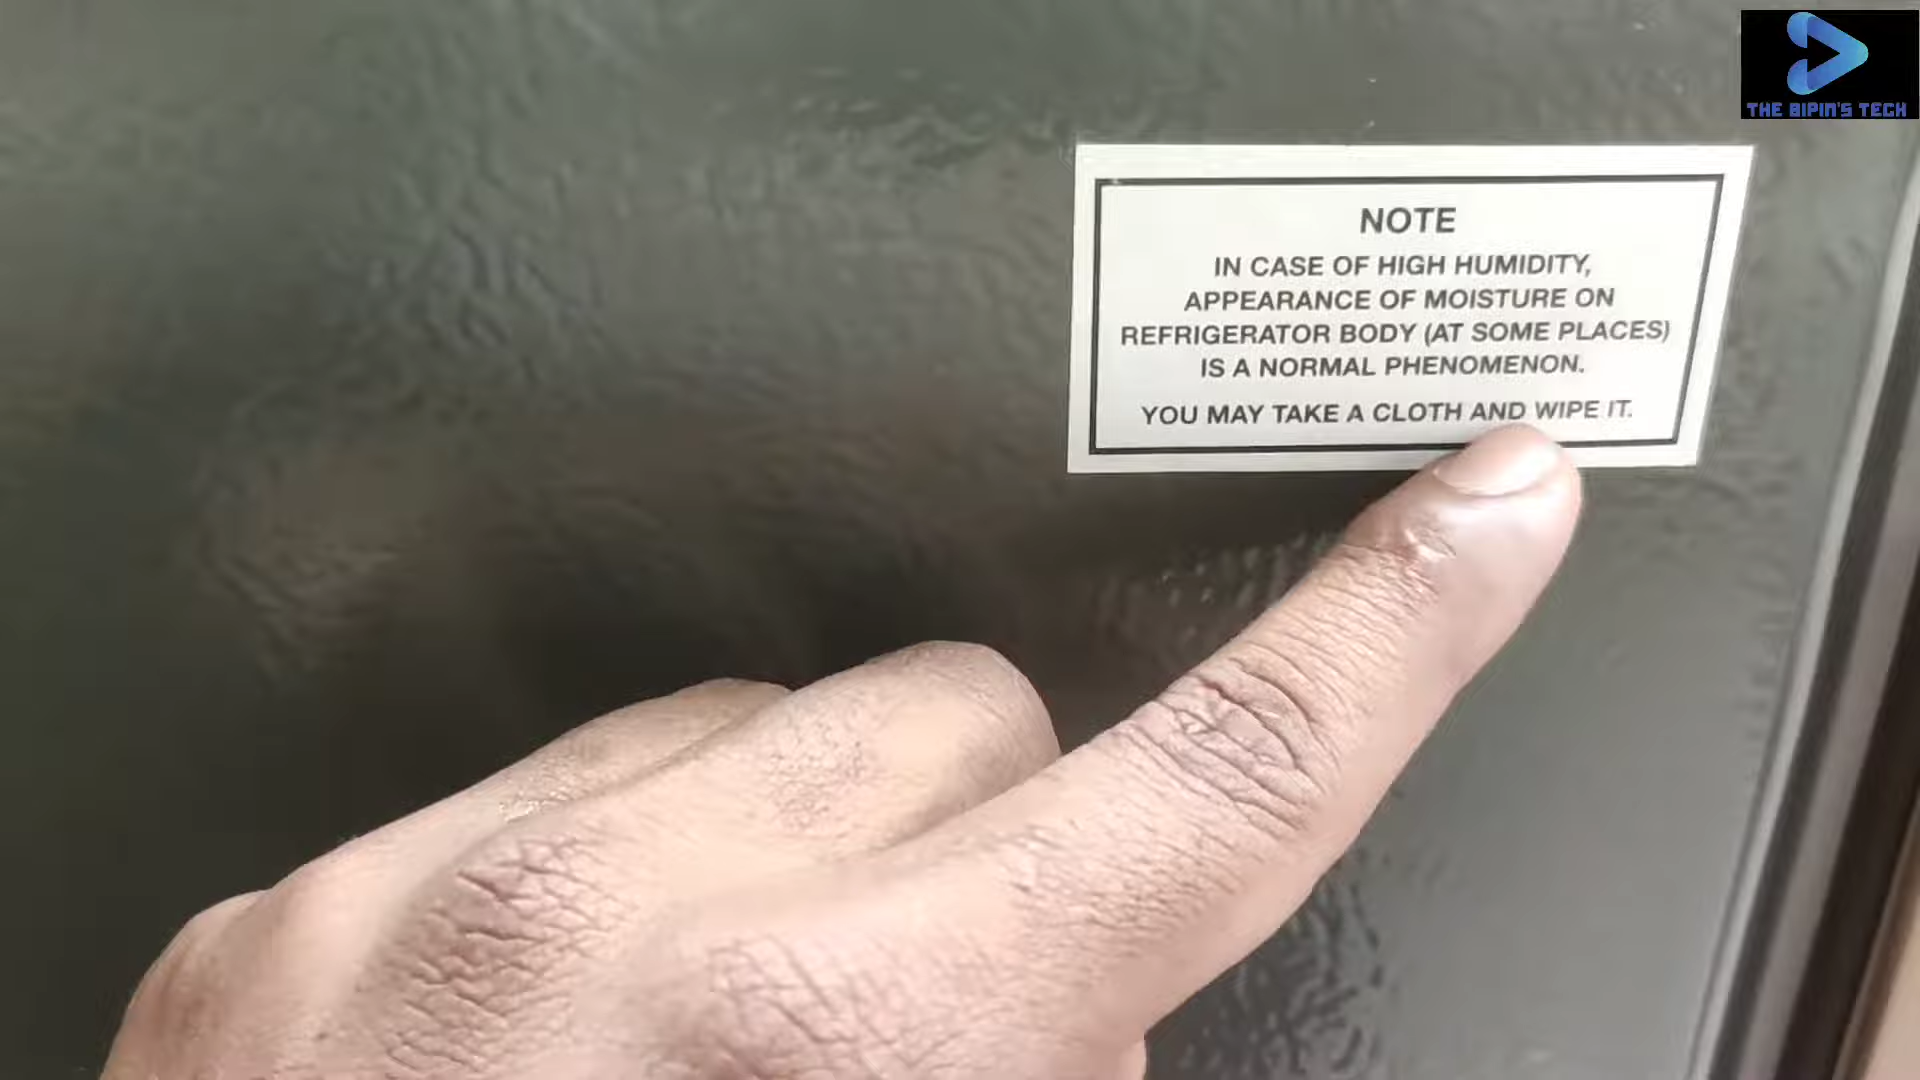 THE BIPIN'S TECH
NOTE
IN CASE OF HIGH HUMIDITY,
APPEARANCE OF MOISTURE ON
REFRIGERATOR BODY (AT SOME PLACES)
IS A NORMAL PHENOMENON.
YOU MAY TAKE A CLOTH AND WIPE IT.